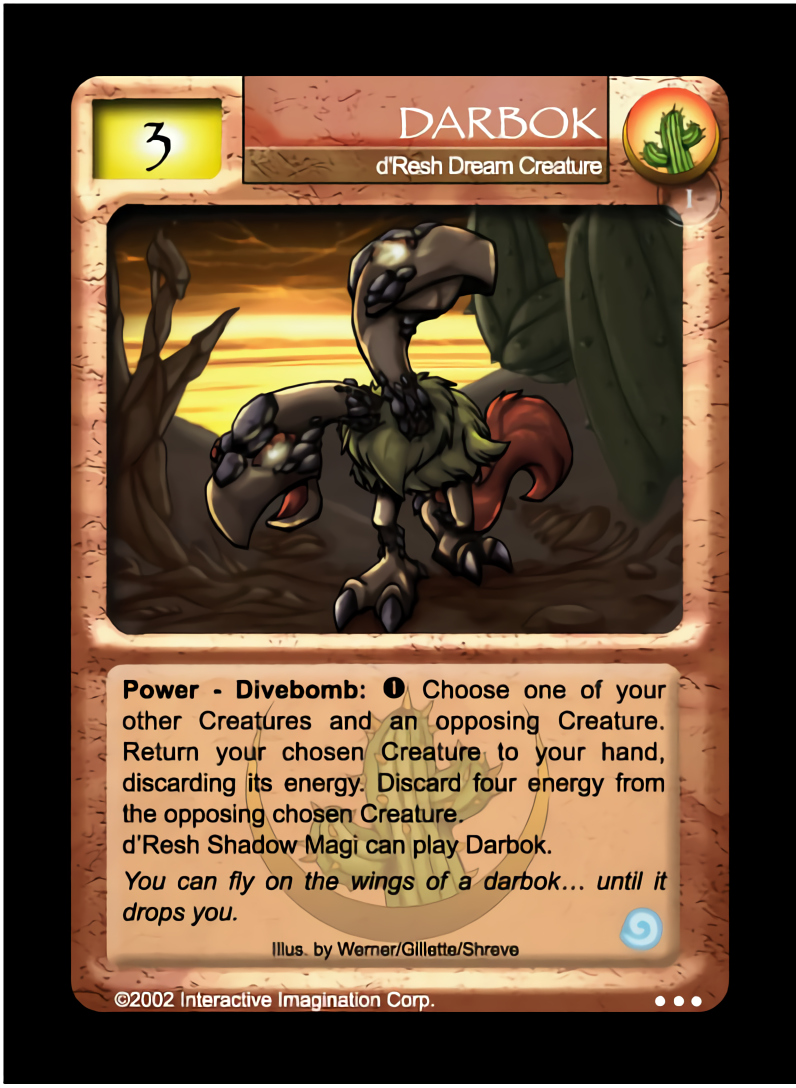 3
DARBOK
d'Resh Dream Creature
I
Power - Divebomb: ❶ Choose one of your
other Creatures and an opposing Creature.
Return your chosen Creature to your hand,
discarding its energy. Discard four energy from
the opposing chosen Creature.
d'Resh Shadow Magi can play Darbok.
You can fly on the wings of a darbok… until it
drops you.
Illus. by Werner/Gillette/Shreve
©2002 Interactive Imagination Corp.